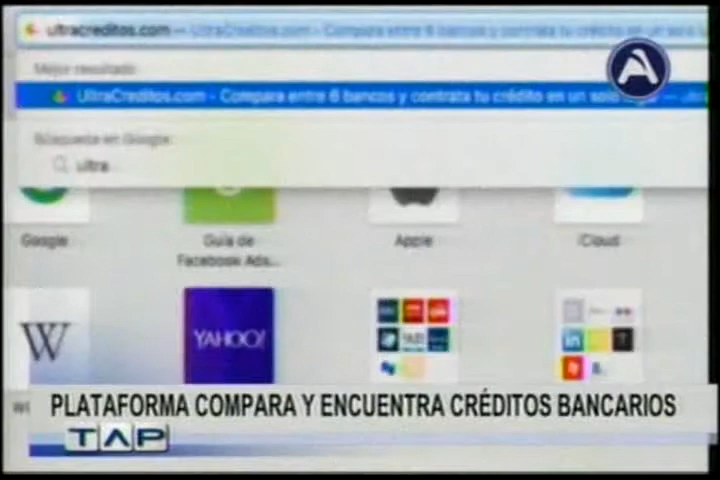 ultracreditos.com — UltraCreditos.com - Compara entre 6 bancos y contrata tu crédito en un solo
Mejor resultado
UltraCreditos.com - Compara entre 6 bancos y contrata tu crédito en un solo
Búsqueda en Google
ultra
Google
Guía de Facebook Ads...
Apple
iCloud
W
YAHOO!
in
PLATAFORMA COMPARA Y ENCUENTRA CRÉDITOS BANCARIOS
TAP
A